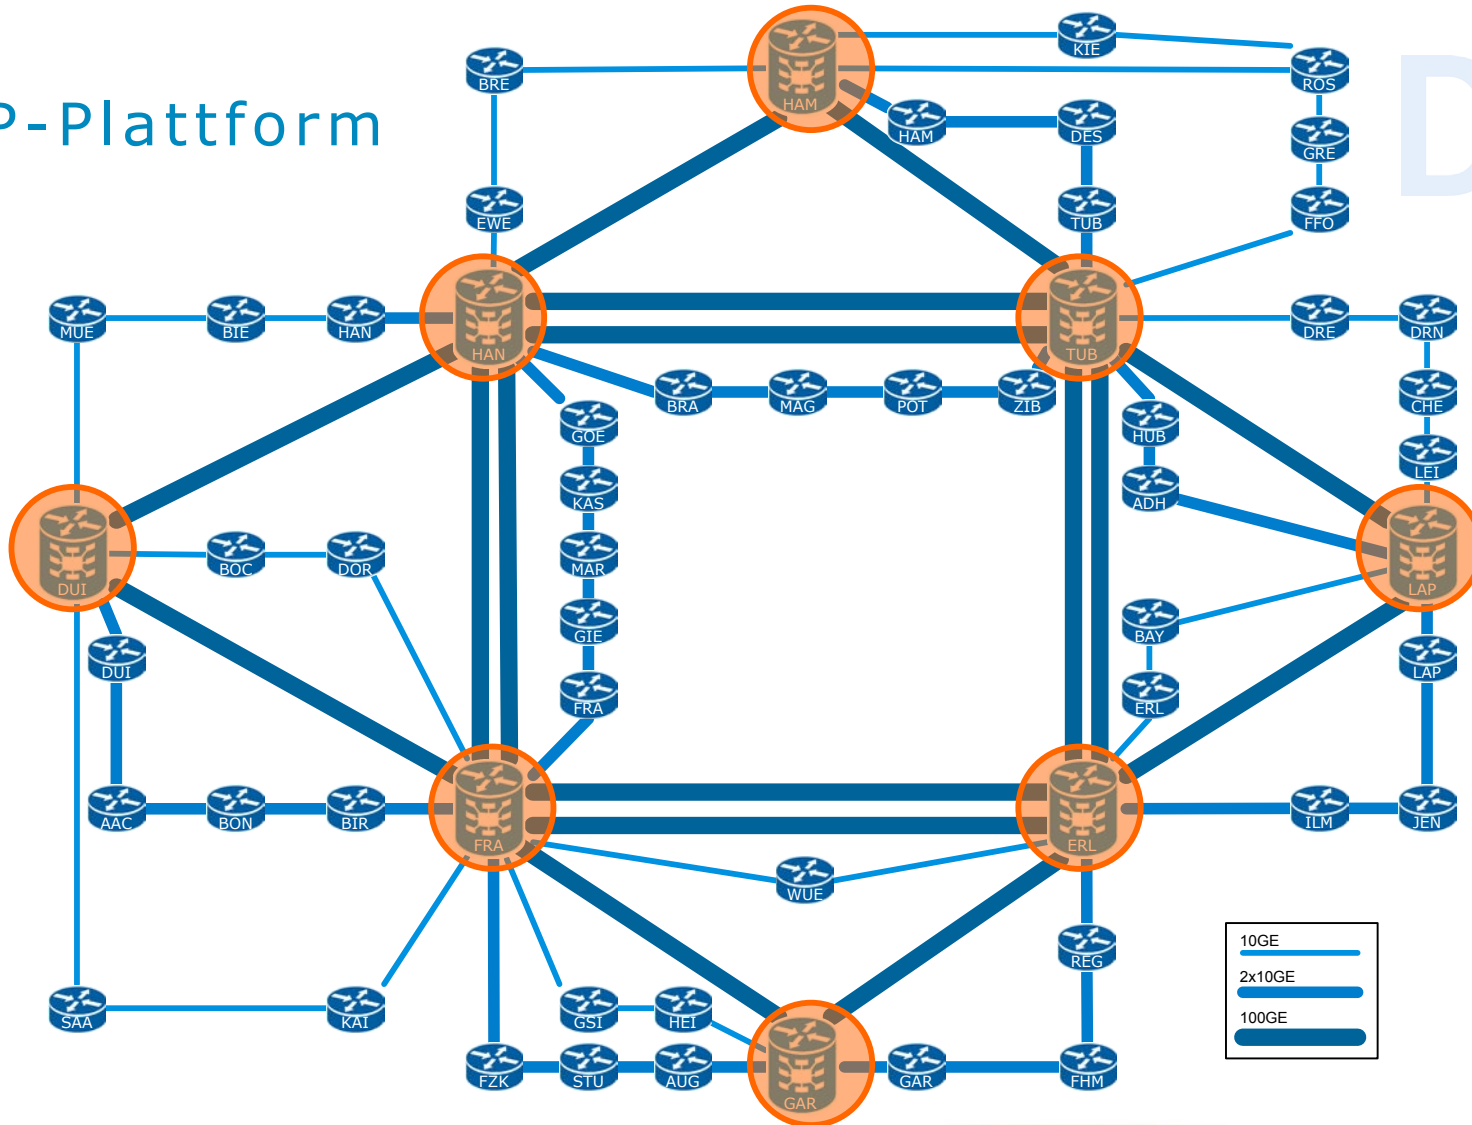 P-Plattform
D
KIE
BRE
ROS
HAM
HAM
DES
GRE
EWE
TUB
FFO
MUE
BIE
HAN
HAN
TUB
DRE
DRN
BRA
MAG
POT
ZIB
CHE
GOE
HUB
LEI
KAS
ADH
BOC
DOR
MAR
DUI
LAP
GIE
BAY
DUI
LAP
FRA
ERL
AAC
BON
BIR
FRA
ERL
ILM
JEN
WUE
10GE
REG
2x10GE
SAA
KAI
GSI
HEI
100GE
FZK
STU
AUG
GAR
GAR
FHM